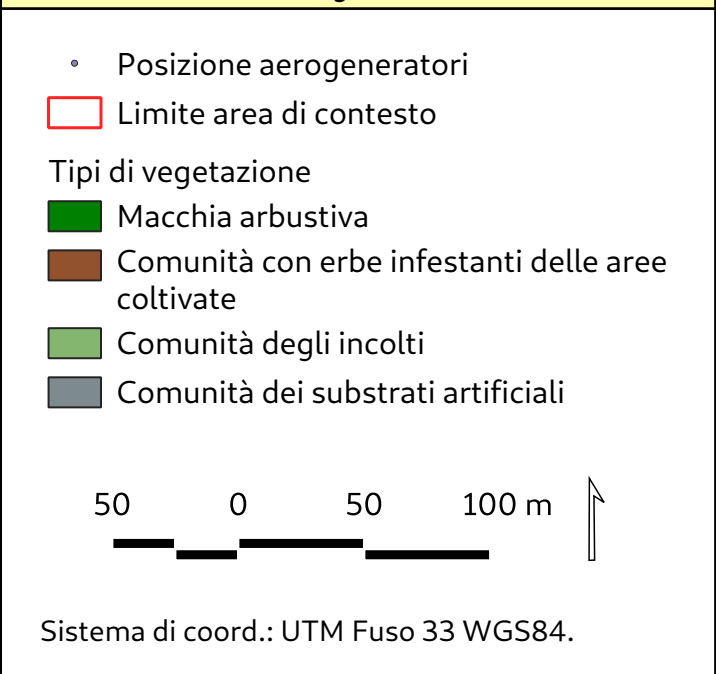 Posizione aerogeneratori
Limite area di contesto
Tipi di vegetazione
Macchia arbustiva
Comunità con erbe infestanti delle aree
coltivate
Comunità degli incolti
Comunità dei substrati artificiali
50 0 50 100 m
Sistema di coord.: UTM Fuso 33 WGS84.